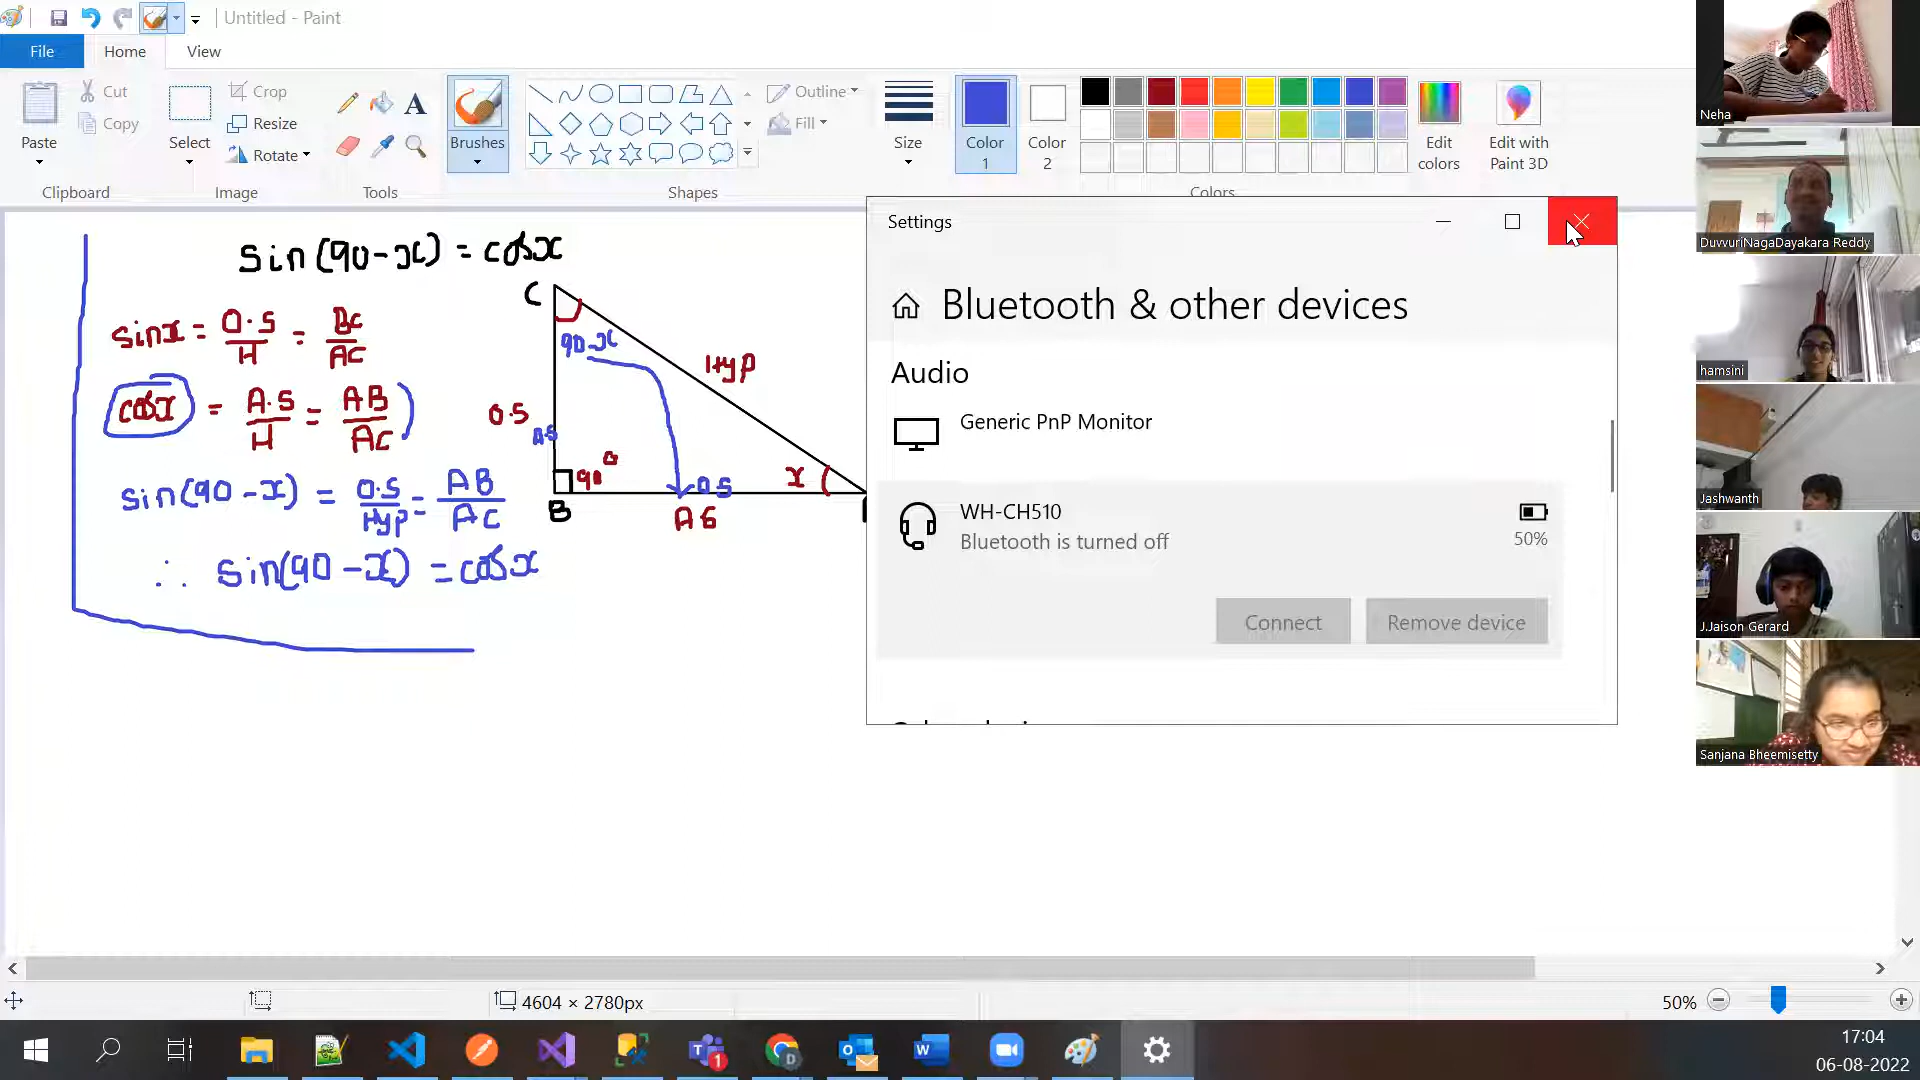 Untitled - Paint
File Home View
Paste
Cut
Copy
Clipboard
Select
Crop
Resize
Rotate
Image
Tools
Brushes
Shapes
Outline
Fill
Size
Color 1
Color 2
Edit colors
Edit with Paint 3D
Colors
sin(90-x) = cosx
sinx = O.S/H = BC/AC
cosx = A.S/H = AB/AC
sin(90-x) = O.S/Hyp = AB/AC
∴ sin(90-x) = cosx
C
90-x
Hyp
O.S
A.S
90°
x
O.S
B
A S
Settings
Bluetooth & other devices
Audio
Generic PnP Monitor
WH-CH510
Bluetooth is turned off
50%
Connect
Remove device
Neha
DuvvuriNagaDayakara Reddy
hamsini
Jashwanth
J.Jaison Gerard
Sanjana Bheemisetty
4604 × 2780px
50%
1
17:04
06-08-2022